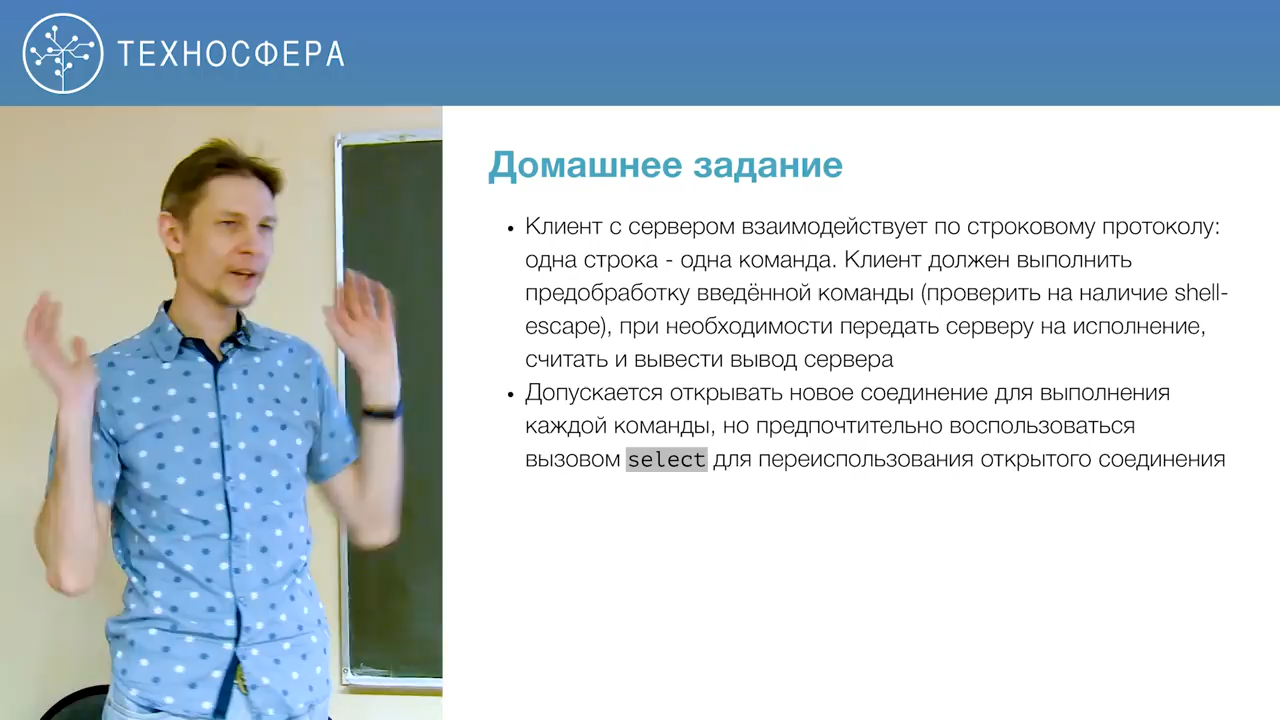 ТЕХНОСФЕРА
Домашнее задание
• Клиент с сервером взаимодействует по строковому протоколу:
одна строка - одна команда. Клиент должен выполнить
предобработку введённой команды (проверить на наличие shell-
escape), при необходимости передать серверу на исполнение,
считать и вывести вывод сервера
• Допускается открывать новое соединение для выполнения
каждой команды, но предпочтительно воспользоваться
вызовом select для переиспользования открытого соединения